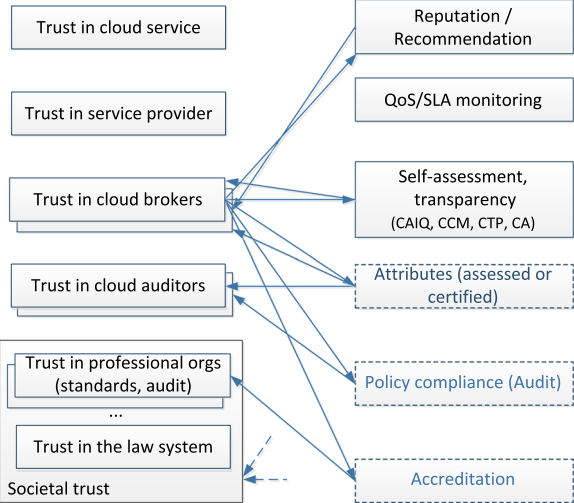 Trust in cloud service
Trust in service provider
Trust in cloud brokers
Trust in cloud auditors
Trust in professional orgs
(standards, audit)
...
Trust in the law system
Societal trust
Reputation /
Recommendation
QoS/SLA monitoring
Self-assessment,
transparency
(CAIQ, CCM, CTP, CA)
Attributes (assessed or
certified)
Policy compliance (Audit)
Accreditation